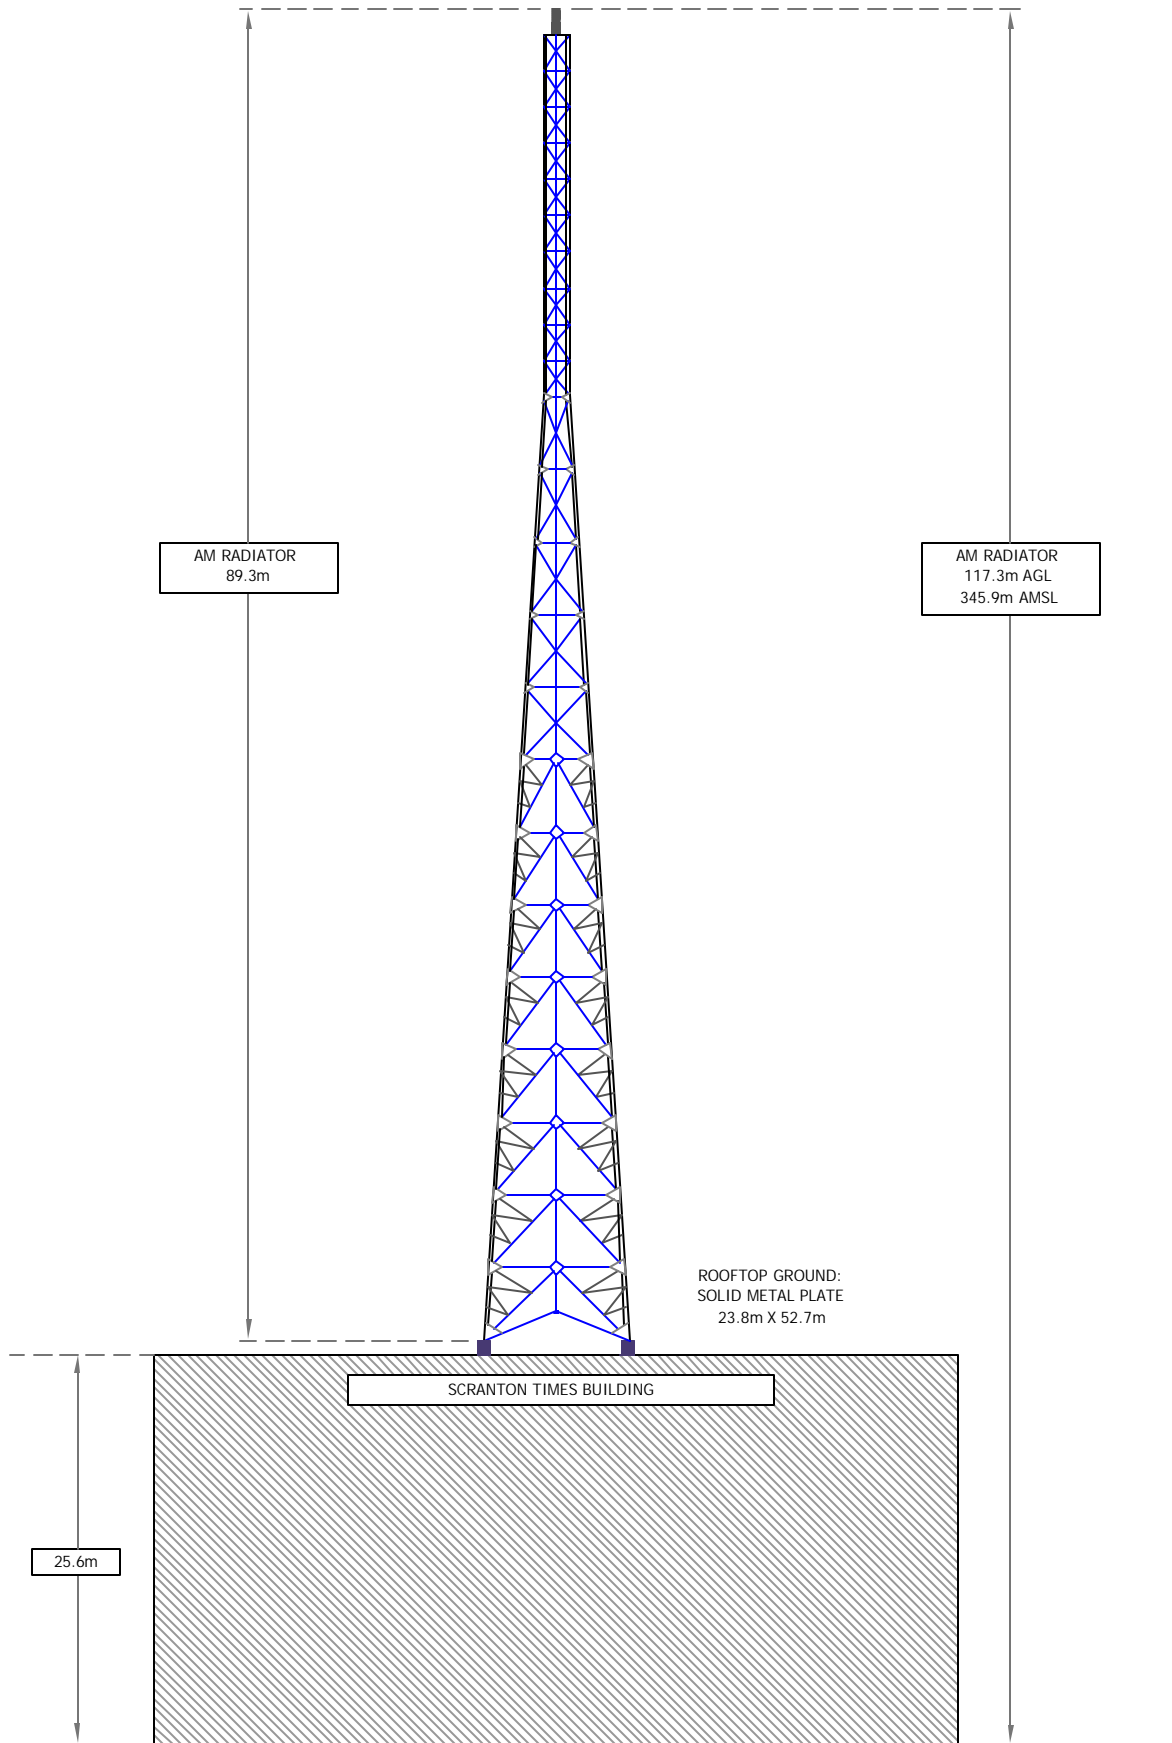 AM RADIATOR
89.3m
AM RADIATOR
117.3m AGL
345.9m AMSL
ROOFTOP GROUND:
SOLID METAL PLATE
23.8m X 52.7m
SCRANTON TIMES BUILDING
25.6m